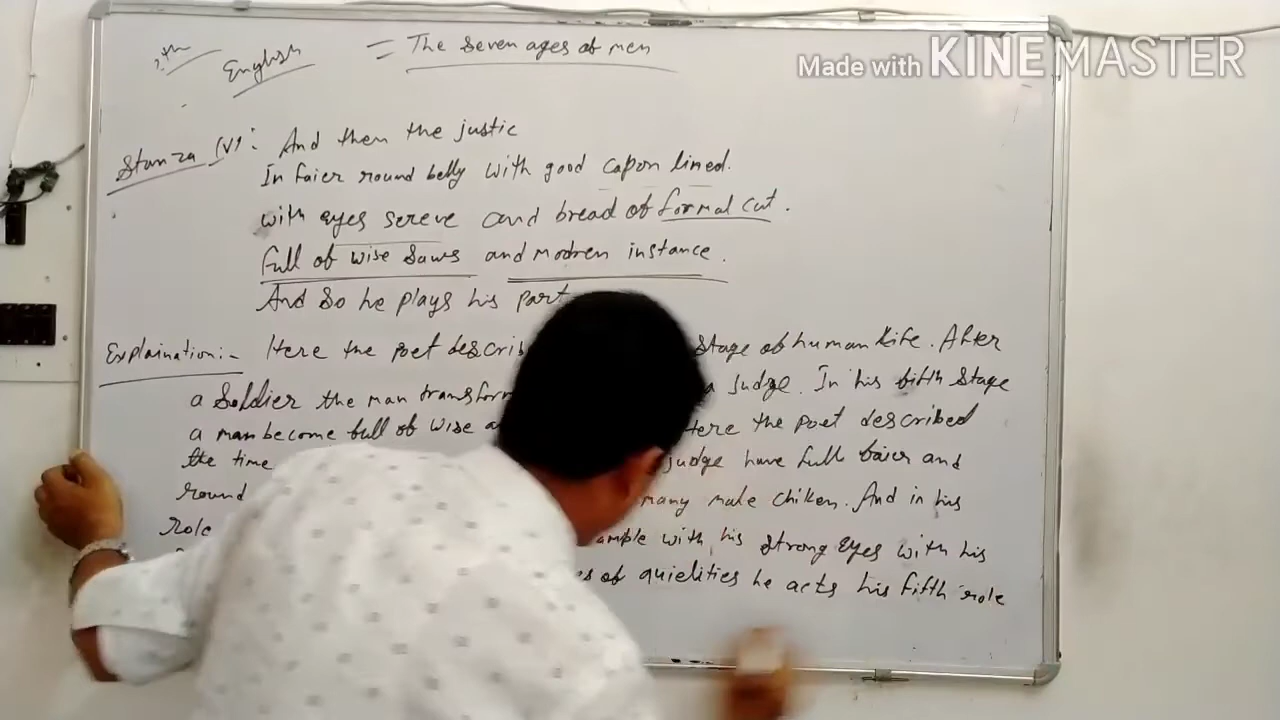 Made with KINEMASTER
English = The Seven ages of men
Stanza (V): And then the justic
In faier round belly with good capon lined.
with eyes sereve and bread of formal cut.
full of wise Saws and modren instance.
And So he plays his part
Explaination:- Here the Poet describ stage of human life. After
a Soldier the man transform a Judge. In his fifth Stage
a man become full of wise a Here the poet described
the time judge have full faier and
round many male chiken. And in his
role ample with his strong eyes with his
es of quielities he acts his fifth role